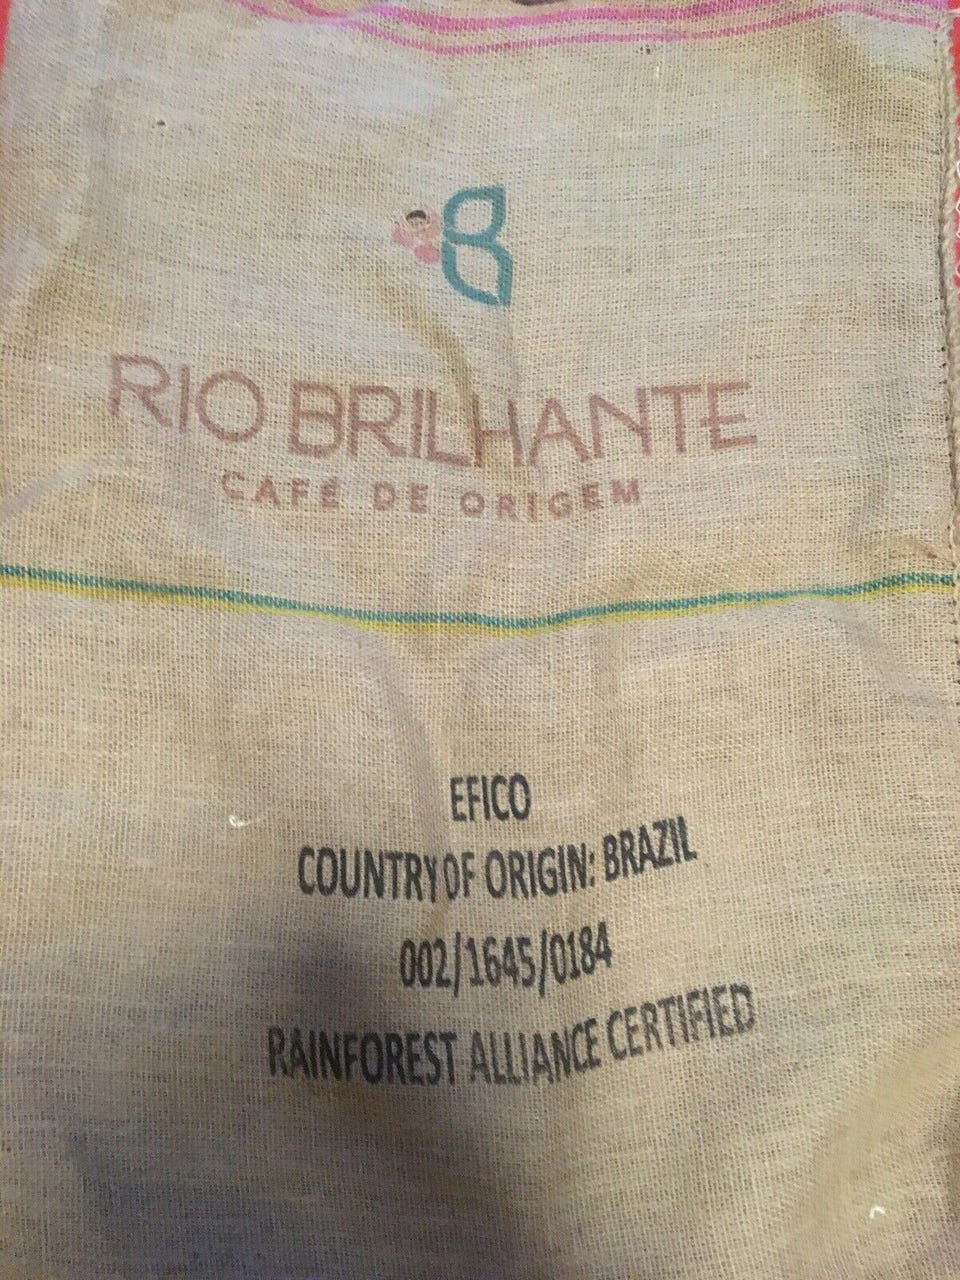 B
RIO BRILHANTE
CAFÉ DE ORIGEM
EFICO
COUNTRY OF ORIGIN: BRAZIL
002/1645/0184
RAINFOREST ALLIANCE CERTIFIED